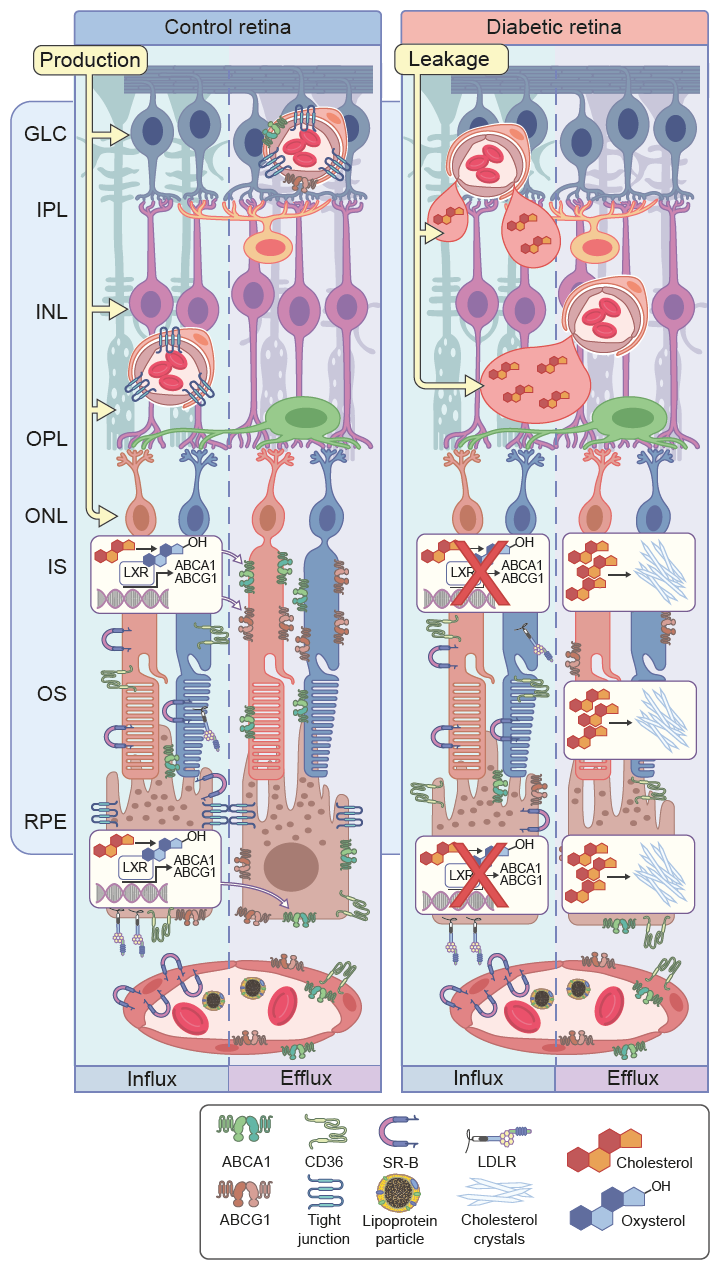 Control retina
Diabetic retina
Production
Leakage
GLC
IPL
INL
OPL
ONL
IS
OS
RPE
OH
LXR
ABCA1
ABCG1
OH
LXR
ABCA1
ABCG1
OH
LXR
ABCA1
ABCG1
OH
LXR
ABCA1
ABCG1
Influx
Efflux
Influx
Efflux
ABCA1
CD36
SR-B
LDLR
Cholesterol
ABCG1
Tight
junction
Lipoprotein
particle
Cholesterol
crystals
OH
Oxysterol